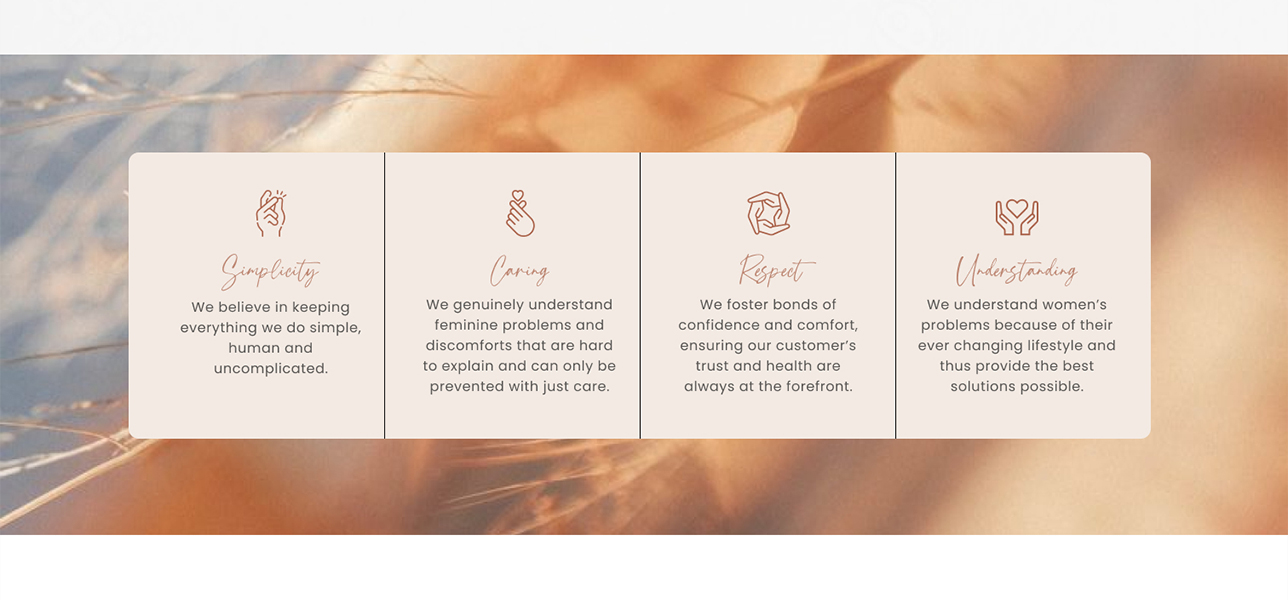 Simplicity
We believe in keeping
everything we do simple,
human and
uncomplicated.
Caring
We genuinely understand
feminine problems and
discomforts that are hard
to explain and can only be
prevented with just care.
Respect
We foster bonds of
confidence and comfort,
ensuring our customer’s
trust and health are
always at the forefront.
Understanding
We understand women’s
problems because of their
ever changing lifestyle and
thus provide the best
solutions possible.